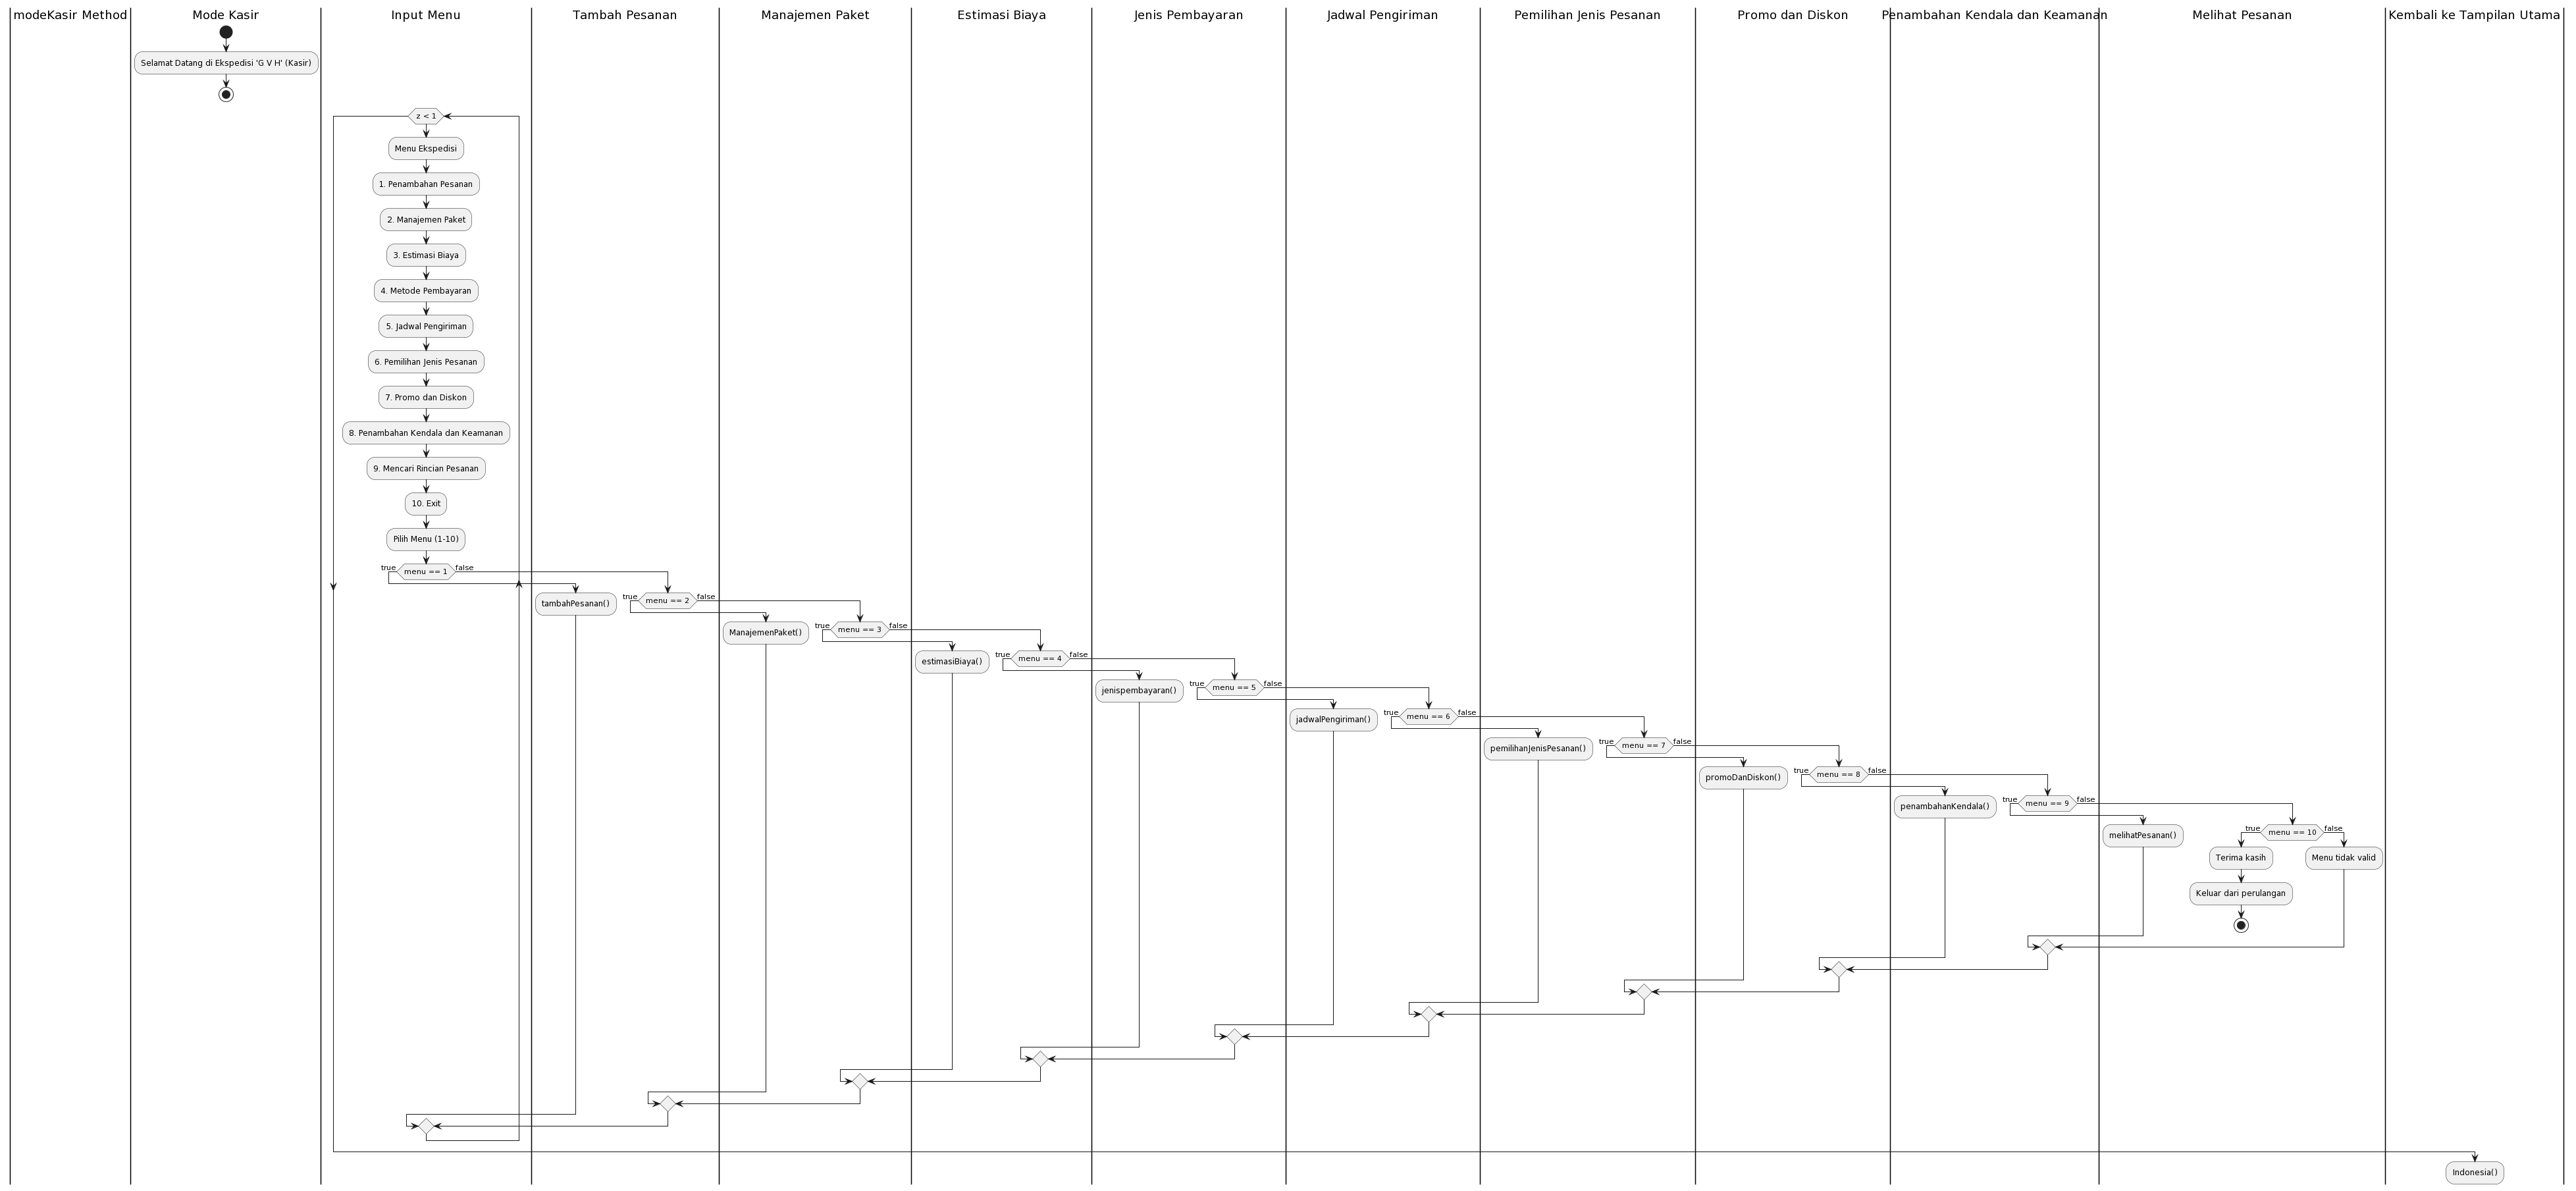 modeKasir Method
Mode Kasir
Input Menu
Tambah Pesanan
Manajemen Paket
Estimasi Biaya
Jenis Pembayaran
Jadwal Pengiriman
Pemilihan Jenis Pesanan
Promo dan Diskon
Penambahan Kendala dan Keamanan
Melihat Pesanan
Kembali ke Tampilan Utama
Selamat Datang di Ekspedisi 'G V H' (Kasir)
z < 1
Menu Ekspedisi
1. Penambahan Pesanan
2. Manajemen Paket
3. Estimasi Biaya
4. Metode Pembayaran
5. Jadwal Pengiriman
6. Pemilihan Jenis Pesanan
7. Promo dan Diskon
8. Penambahan Kendala dan Keamanan
9. Mencari Rincian Pesanan
10. Exit
Pilih Menu (1-10)
true
menu == 1
false
tambahPesanan()
true
menu == 2
false
ManajemenPaket()
true
menu == 3
false
estimasiBiaya()
true
menu == 4
false
jenispembayaran()
true
menu == 5
false
jadwalPengiriman()
true
menu == 6
false
pemilihanJenisPesanan()
true
menu == 7
false
promoDanDiskon()
true
menu == 8
false
penambahanKendala()
true
menu == 9
false
melihatPesanan()
true
menu == 10
false
Terima kasih
Menu tidak valid
Keluar dari perulangan
Indonesia()